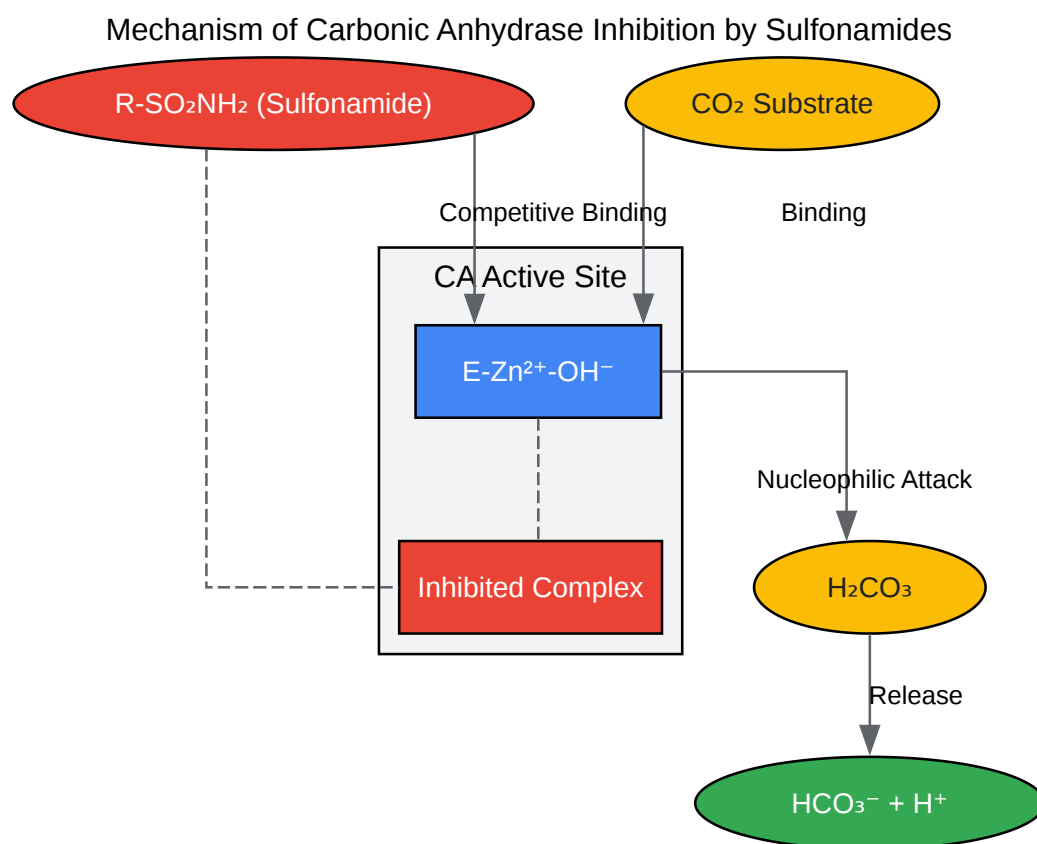 Mechanism of Carbonic Anhydrase Inhibition by Sulfonamides
R-SO₂NH₂ (Sulfonamide)
CO₂ Substrate
Competitive Binding
Binding
CA Active Site
E-Zn²⁺-OH⁻
Nucleophilic Attack
Inhibited Complex
H₂CO₃
Release
HCO₃⁻ + H⁺